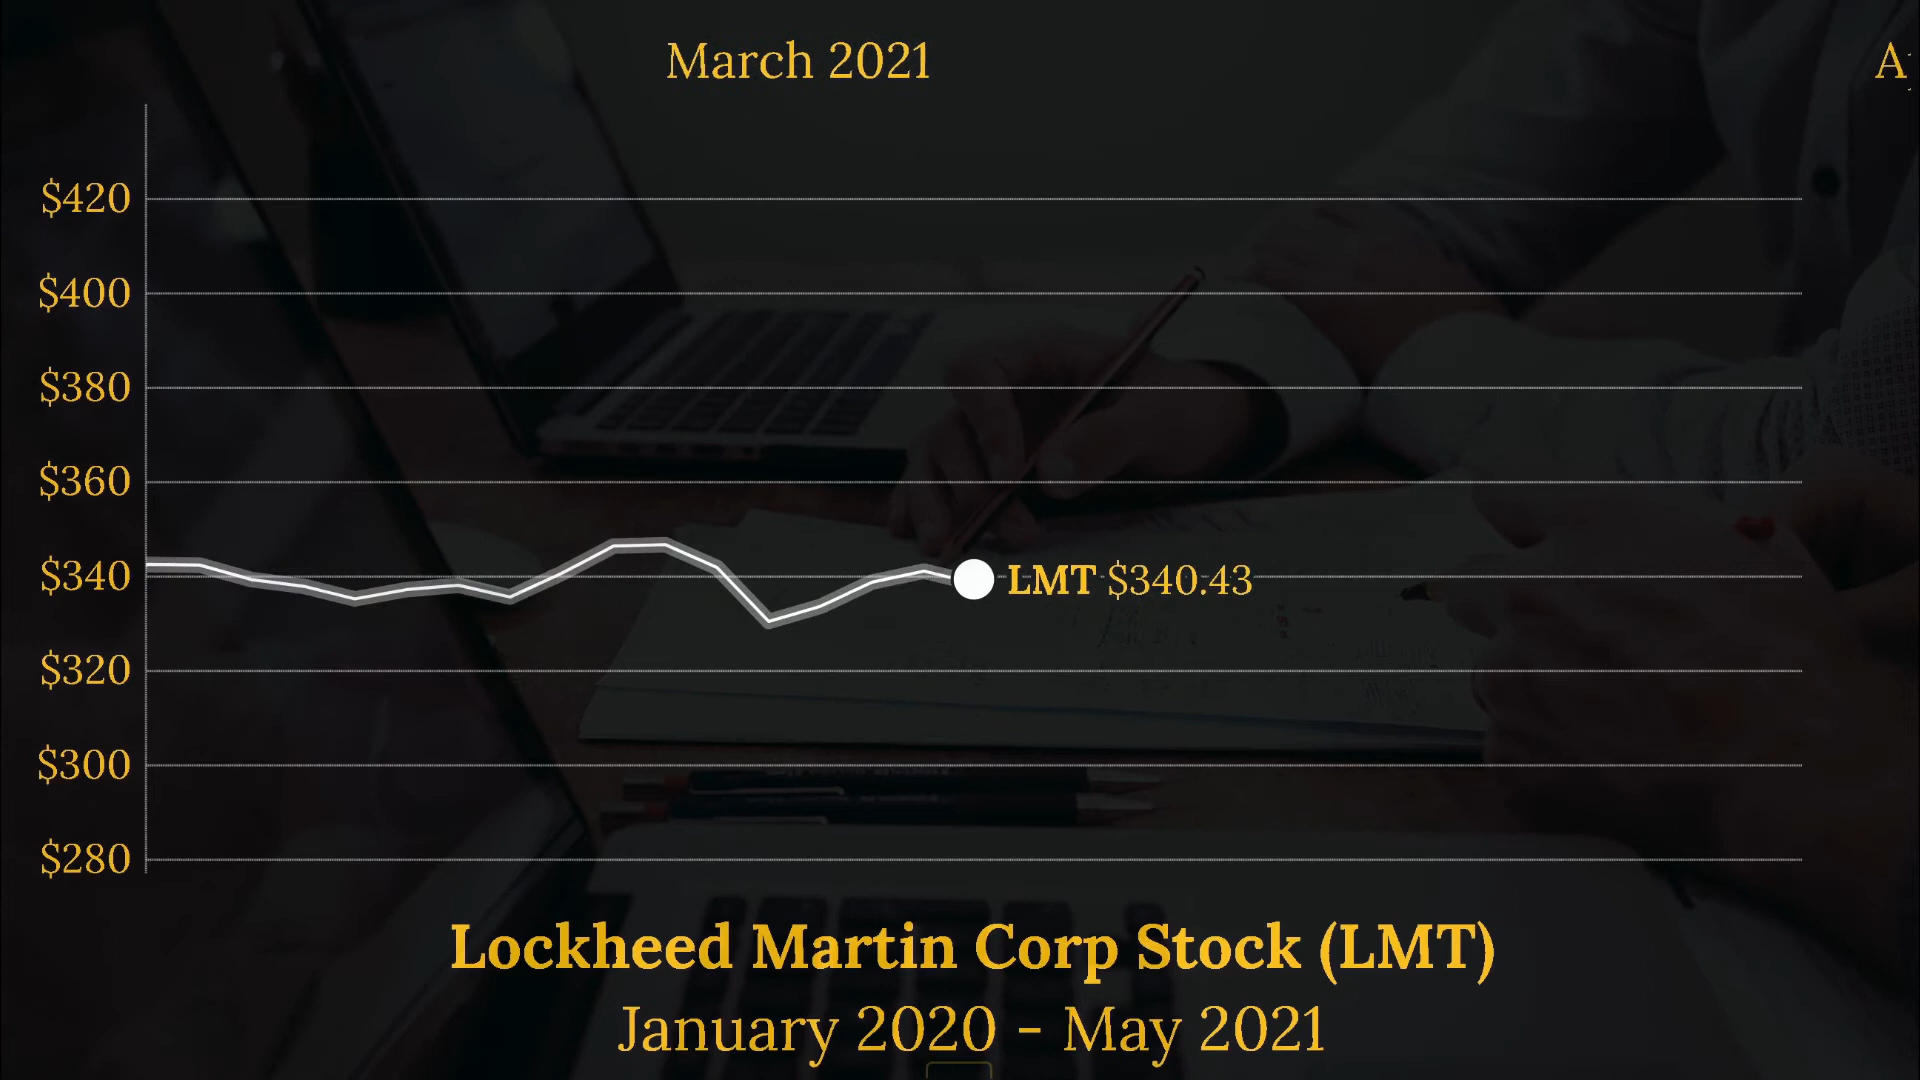 March 2021
A
$420
$400
$380
$360
$340
LMT $340.43
$320
$300
$280
Lockheed Martin Corp Stock (LMT)
January 2020 - May 2021